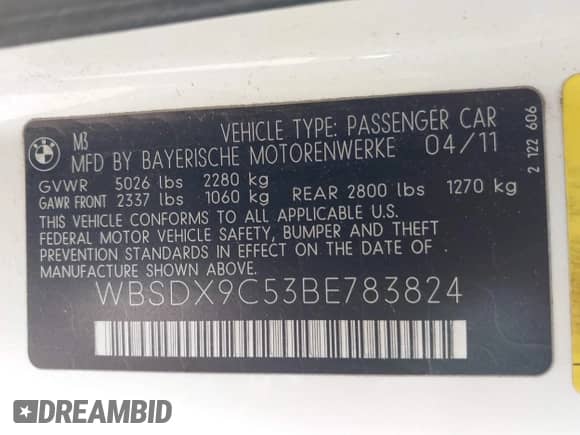 M3
VEHICLE TYPE: PASSENGER CAR
MFD BY BAYERISCHE MOTORENWERKE 04/11
GVWR 5026 lbs 2280 kg
GAWR FRONT 2337 lbs 1060 kg REAR 2800 lbs 1270 kg
THIS VEHICLE CONFORMS TO ALL APPLICABLE U.S.
FEDERAL MOTOR VEHICLE SAFETY, BUMPER AND THEFT
PREVENTION STANDARDS IN EFFECT ON THE DATE OF
MANUFACTURE SHOWN ABOVE.
WBSDX9C53BE783824
2 122 606
BMW
DREAMBID